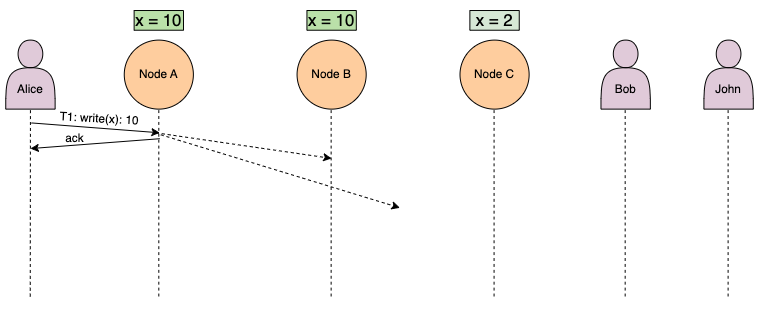 x = 10
x = 10
x = 2
Alice
Node A
Node B
Node C
Bob
John
T1: write(x): 10
ack